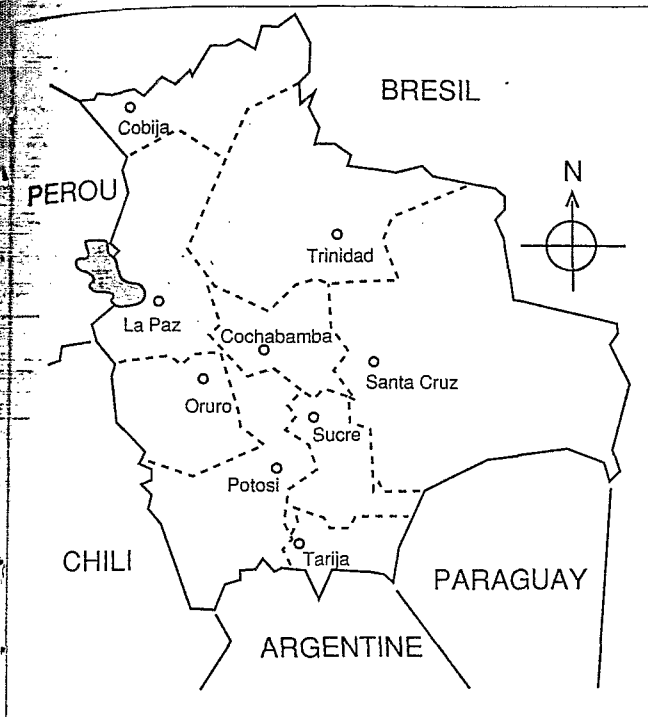 BRESIL
Cobija
N
PEROU
Trinidad
La Paz
Cochabamba
Santa Cruz
Oruro
Sucre
Potosi
Tarija
CHILI
PARAGUAY
ARGENTINE